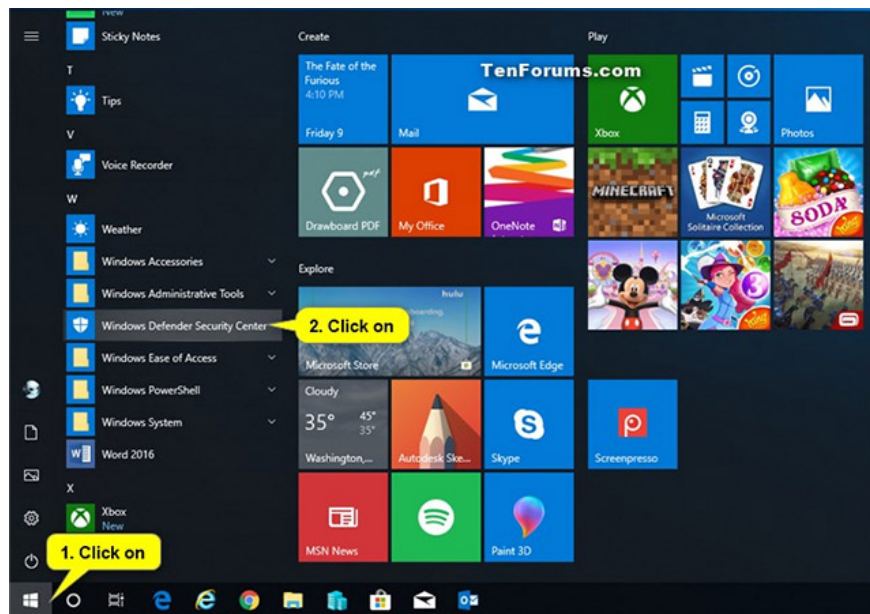 New
Sticky Notes
T
Tips
V
Voice Recorder
W
Weather
Windows Accessories
Windows Administrative Tools
Windows Defender Security Center
Windows Ease of Access
Windows PowerShell
Windows System
Word 2016
X
Xbox
New
1. Click on
2. Click on
Create
The Fate of the
Furious
4:10 PM
Friday 9
Mail
TenForums.com
Drawboard PDF
pdf
My Office
OneNote
Explore
hulu
Microsoft Store
Microsoft Edge
Cloudy
35° 45°
35°
Washington,...
Autodesk Ske...
Skype
MSN News
Paint 3D
Play
Xbox
Photos
MINECRAFT
Microsoft
Solitaire Collection
SODA
King
3
King
Screenpresso